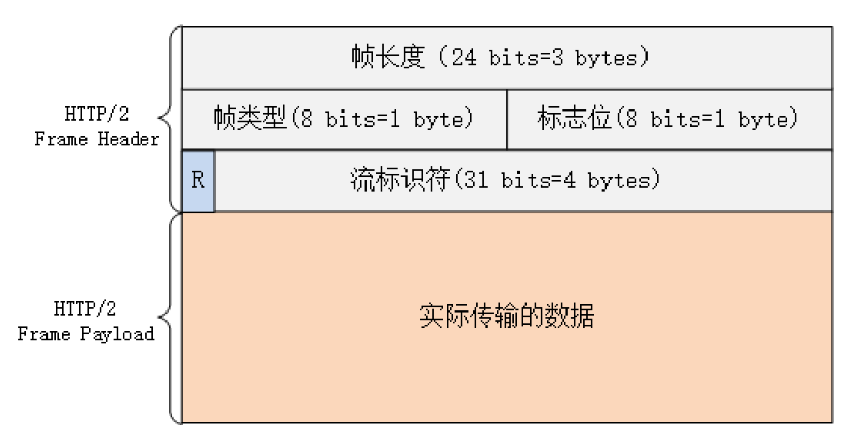 帧长度（24 bits=3 bytes）
HTTP/2
Frame Header
帧类型(8 bits=1 byte)
标志位(8 bits=1 byte)
R
流标识符(31 bits=4 bytes)
HTTP/2
Frame Payload
实际传输的数据